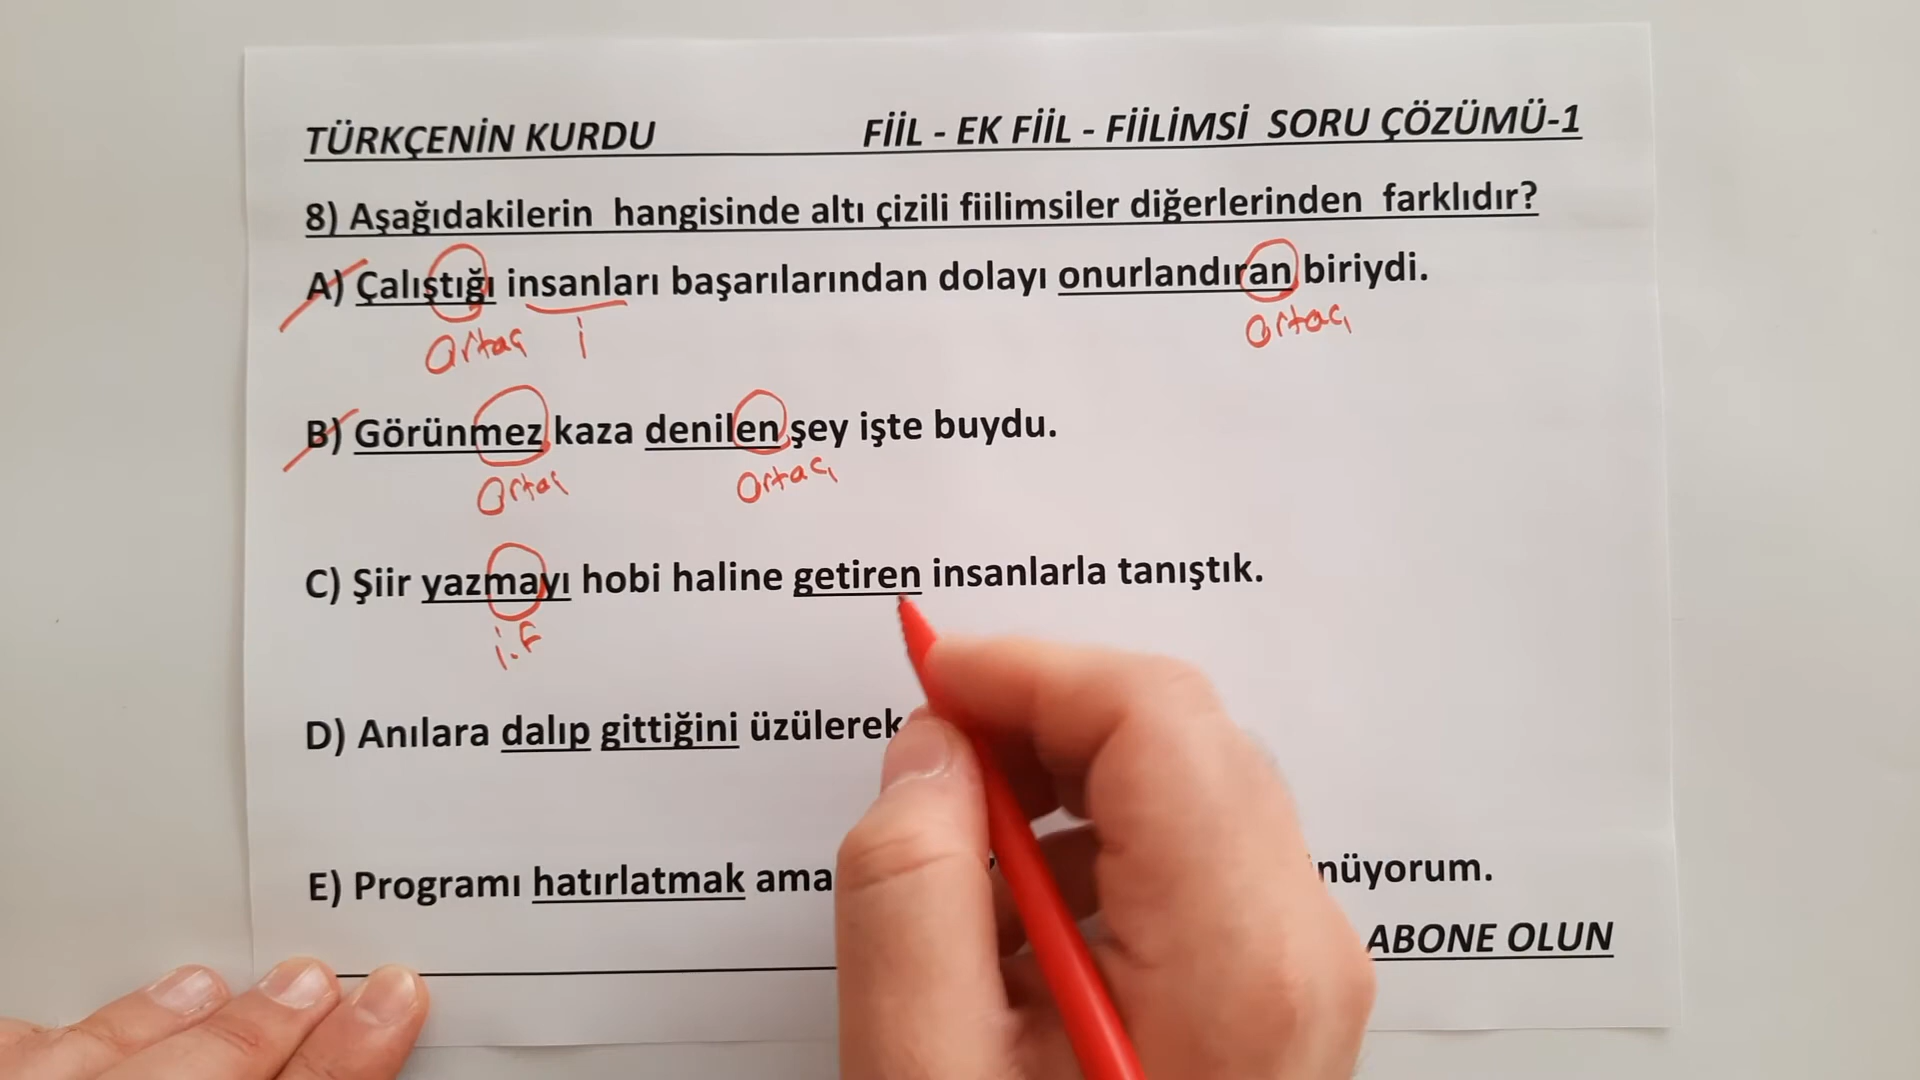 TÜRKÇENİN KURDU FİİL - EK FİİL - FİİLİMSİ SORU ÇÖZÜMÜ-1
8) Aşağıdakilerin hangisinde altı çizili fiilimsiler diğerlerinden farklıdır?
A) Çalıştığı insanları başarılarından dolayı onurlandıran biriydi.
Ortaç i Ortaç
B) Görünmez kaza denilen şey işte buydu.
Ortaç Ortaç
C) Şiir yazmayı hobi haline getiren insanlarla tanıştık.
i.F
D) Anılara dalıp gittiğini üzülerek
E) Programı hatırlatmak
ABONE OLUN